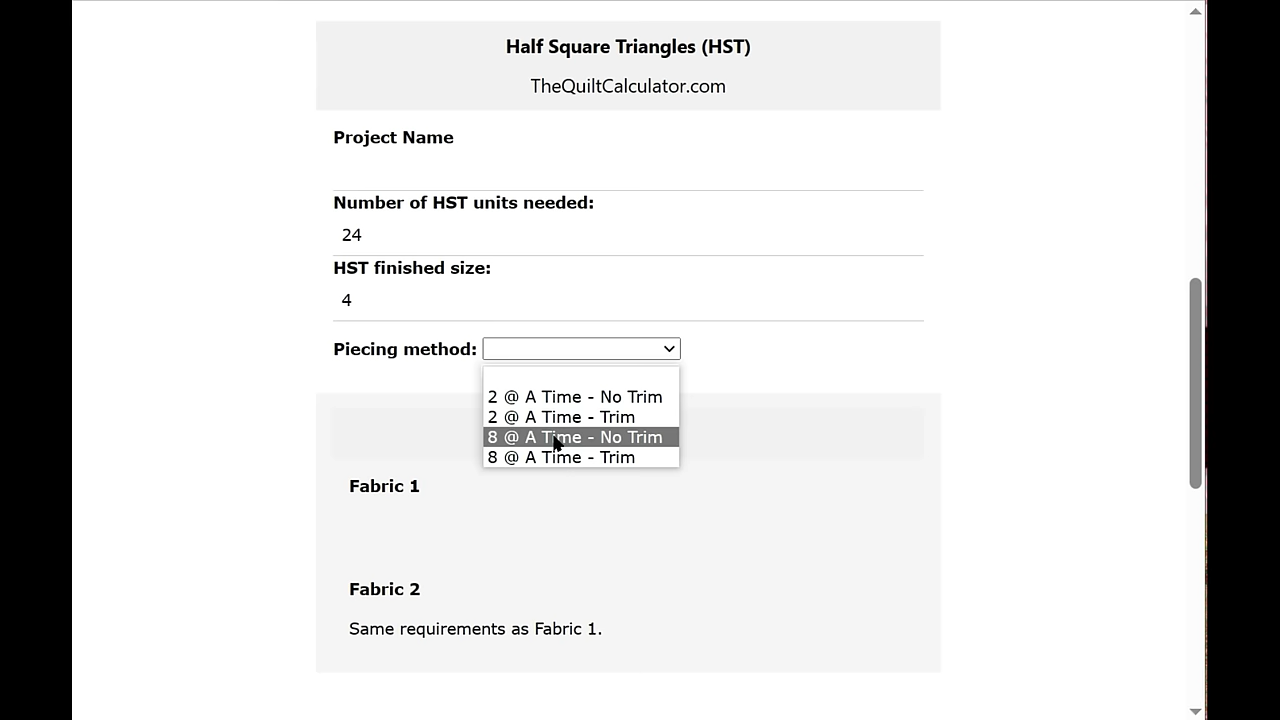 Half Square Triangles (HST)
TheQuiltCalculator.com
Project Name
Number of HST units needed:
24
HST finished size:
4
Piecing method:
2 @ A Time - No Trim
2 @ A Time - Trim
8 @ A Time - No Trim
8 @ A Time - Trim
Fabric 1
Fabric 2
Same requirements as Fabric 1.